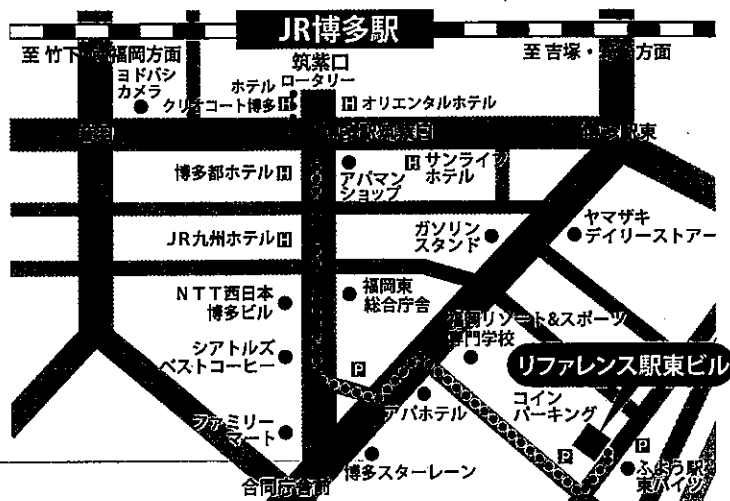 JR博多駅
至 竹下・福岡方面
筑紫口
至 吉塚・
方面
ヨドバシ
カメラ
ホテル
クリオコート博多 H
ロータリー
H オリエンタルホテル
博多都ホテル H
アパマン
ショップ
H サンライフ
ホテル
JR九州ホテル H
ガソリン
スタンド
ヤマザキ
デイリーストアー
NTT西日本
博多ビル
福岡東
総合庁舎
福岡リゾート&スポーツ
専門学校
シアトルズ
ベストコーヒー
P
リファレンス駅東ビル
アパホテル
コイン
パーキング
ファミリー
マート
博多スターレーン
P
P
ふよう駅
東ハイツ
合同庁舎前